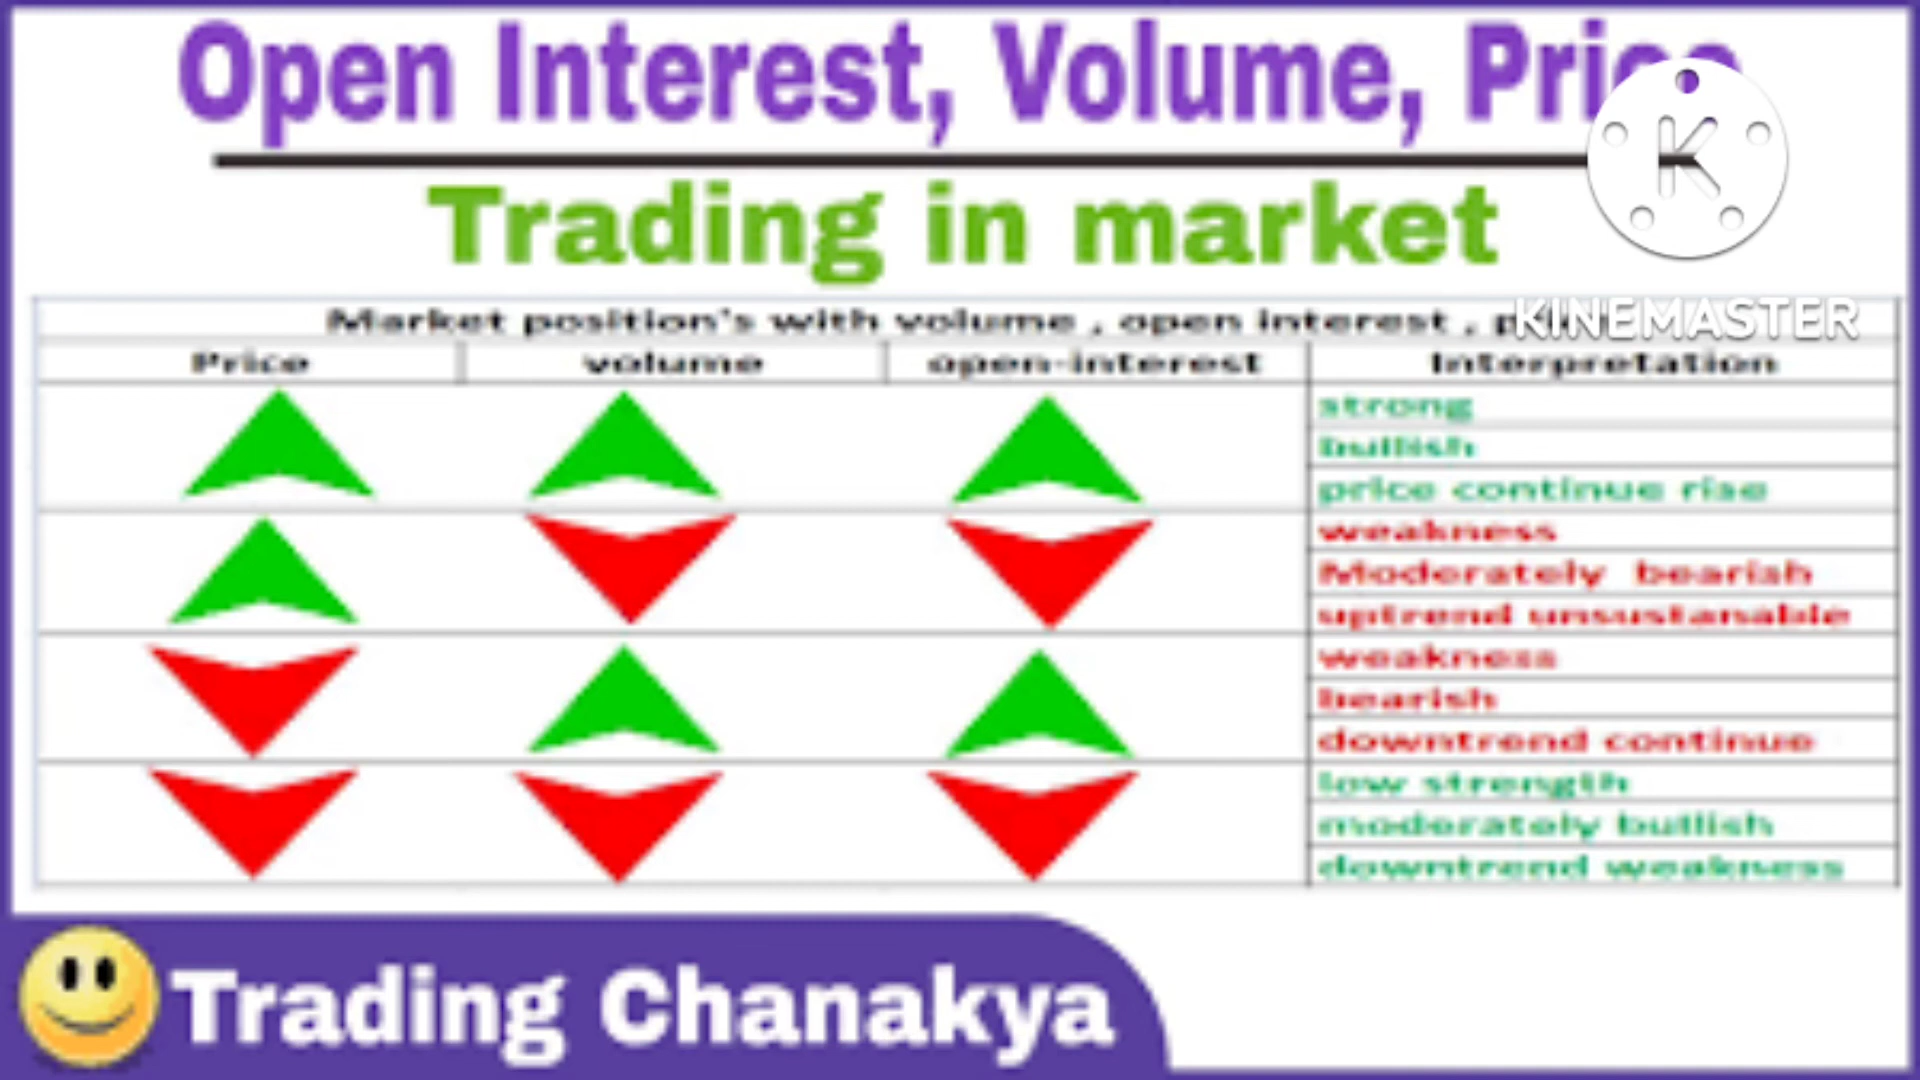 Open Interest, Volume, Price
Trading in market
K
KINEMASTER
Market position's with volume , open interest ,
Price volume open-interest Interpretation
strong
bullish
price continue rise
weakness
Moderately bearish
uptrend unsustanable
weakness
bearish
downtrend continue
low strength
moderately bullish
downtrend weakness
Trading Chanakya